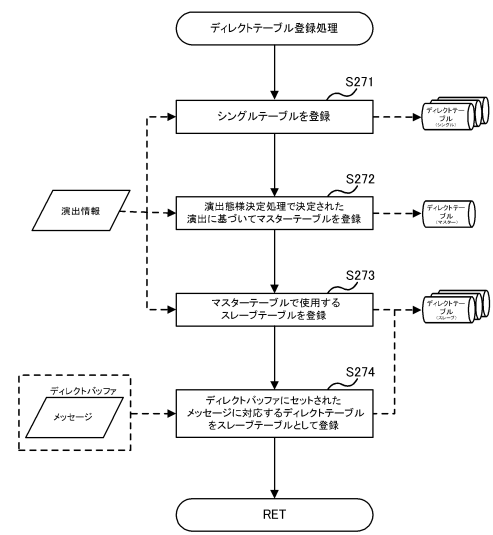 ディレクトテーブル登録処理
S271
シングルテーブルを登録
ディレクトテー
ブル
(シングル)
S272
演出態様決定処理で決定された
演出に基づいてマスターテーブルを登録
演出情報
ディレクトテー
ブル
(マスター)
S273
マスターテーブルで使用する
スレーブテーブルを登録
ディレクトテー
ブル
(スレーブ)
S274
ディレクトバッファにセットされた
メッセージに対応するディレクトテーブル
をスレーブテーブルとして登録
ディレクトバッファ
メッセージ
RET